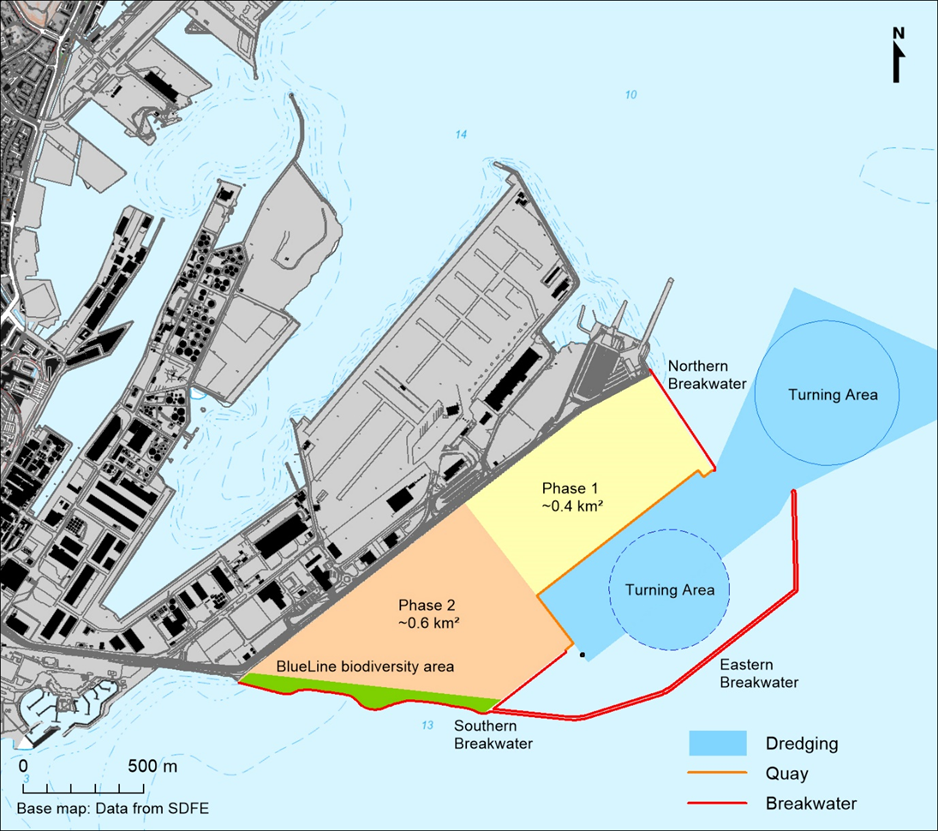 N
10
14
Northern
Breakwater
Turning Area
Phase 1
~0.4 km²
Turning Area
Phase 2
~0.6 km²
BlueLine biodiversity area
Eastern
Breakwater
13
Southern
Breakwater
Dredging
Quay
Breakwater
0 500 m
3
Base map: Data from SDFE